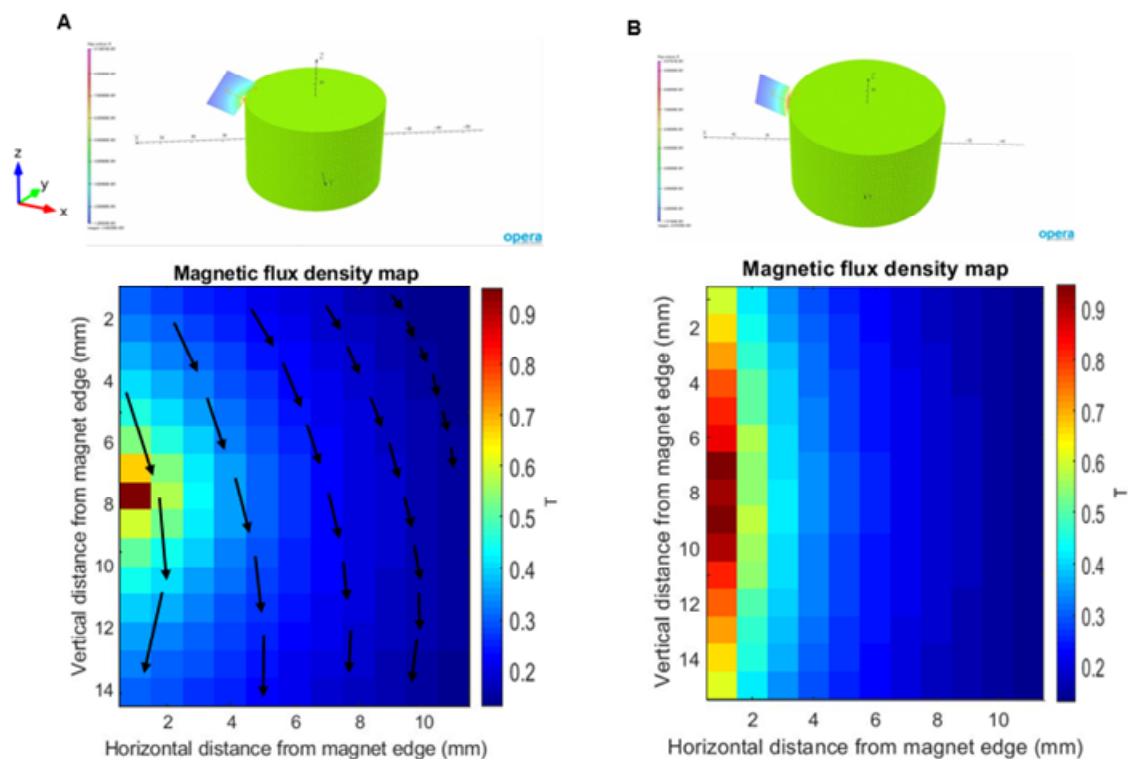 A
B
z
y
x
opera
opera
Magnetic flux density map
Magnetic flux density map
Vertical distance from magnet edge (mm)
2
4
6
8
10
12
14
2 4 6 8 10
Horizontal distance from magnet edge (mm)
0.9
0.8
0.7
0.6
0.5
0.4
0.3
0.2
T
Vertical distance from magnet edge (mm)
2
4
6
8
10
12
14
2 4 6 8 10
Horizontal distance from magnet edge (mm)
0.9
0.8
0.7
0.6
0.5
0.4
0.3
0.2
T